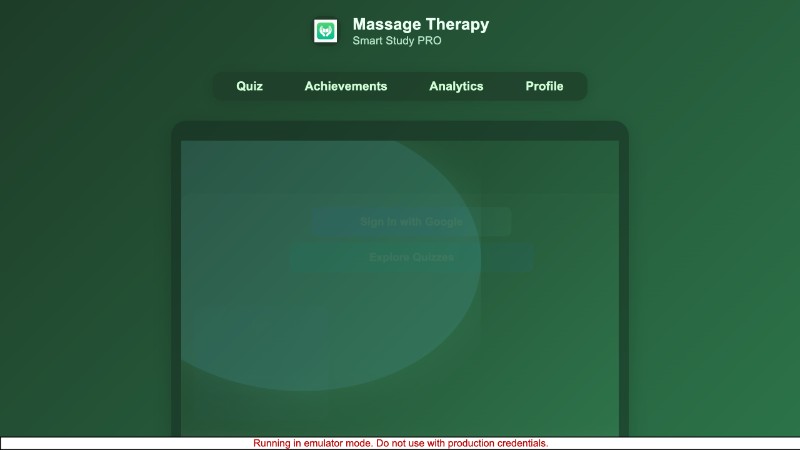 Massage Therapy
Smart Study PRO
Quiz Achievements Analytics Profile
Sign in with Google
Explore Quizzes
Running in emulator mode. Do not use with production credentials.